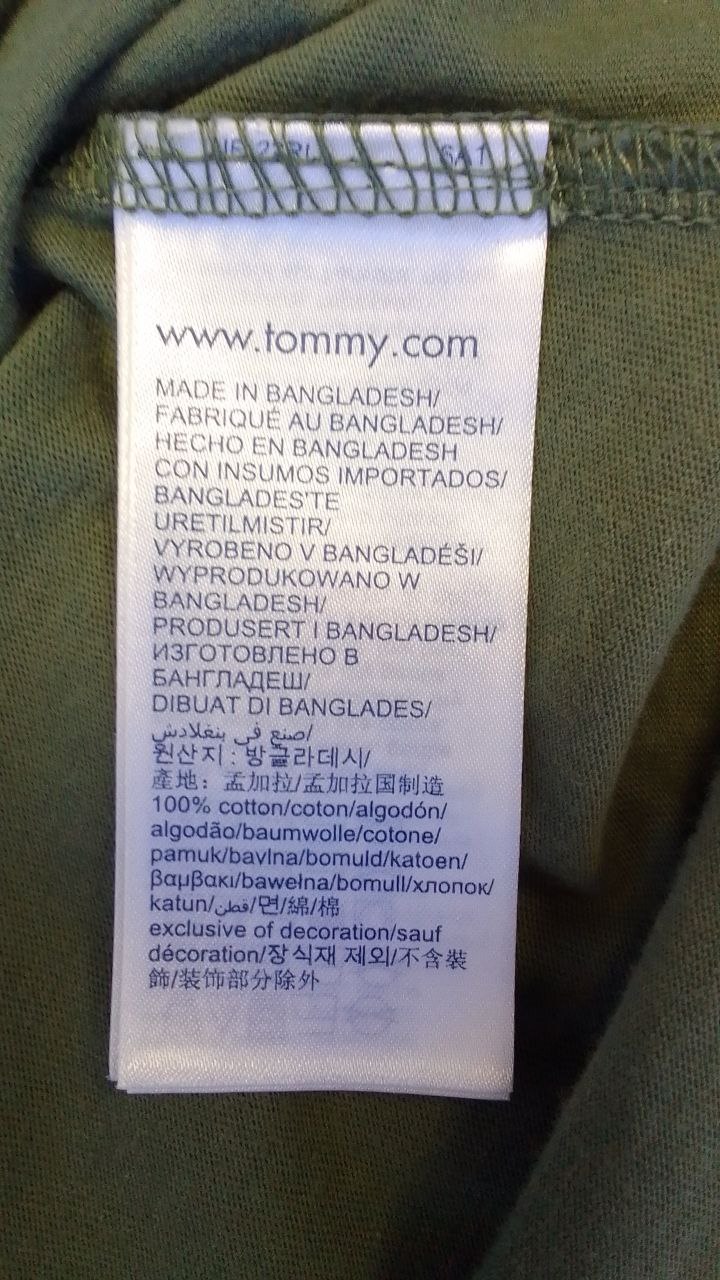 www.tommy.com
MADE IN BANGLADESH/
FABRIQUÉ AU BANGLADESH/
HECHO EN BANGLADESH
CON INSUMOS IMPORTADOS/
BANGLADES'TE
URETILMISTIR/
VYROBENO V BANGLADÉŠI/
WYPRODUKOWANO W
BANGLADESH/
PRODUSERT I BANGLADESH/
ИЗГОТОВЛЕНО В
БАНГЛАДЕШ/
DIBUAT DI BANGLADES/
صنع في بنغلادش/
원산지 : 방글라데시/
產地：孟加拉/孟加拉国制造
100% cotton/coton/algodón/
algodão/baumwolle/cotone/
pamuk/bavlna/bomuld/katoen/
βαμβακι/bawełna/bomull/хлопок/
katun/قطن/면/綿/棉
exclusive of decoration/sauf
décoration/장식재 제외/不含裝
飾/装饰部分除外